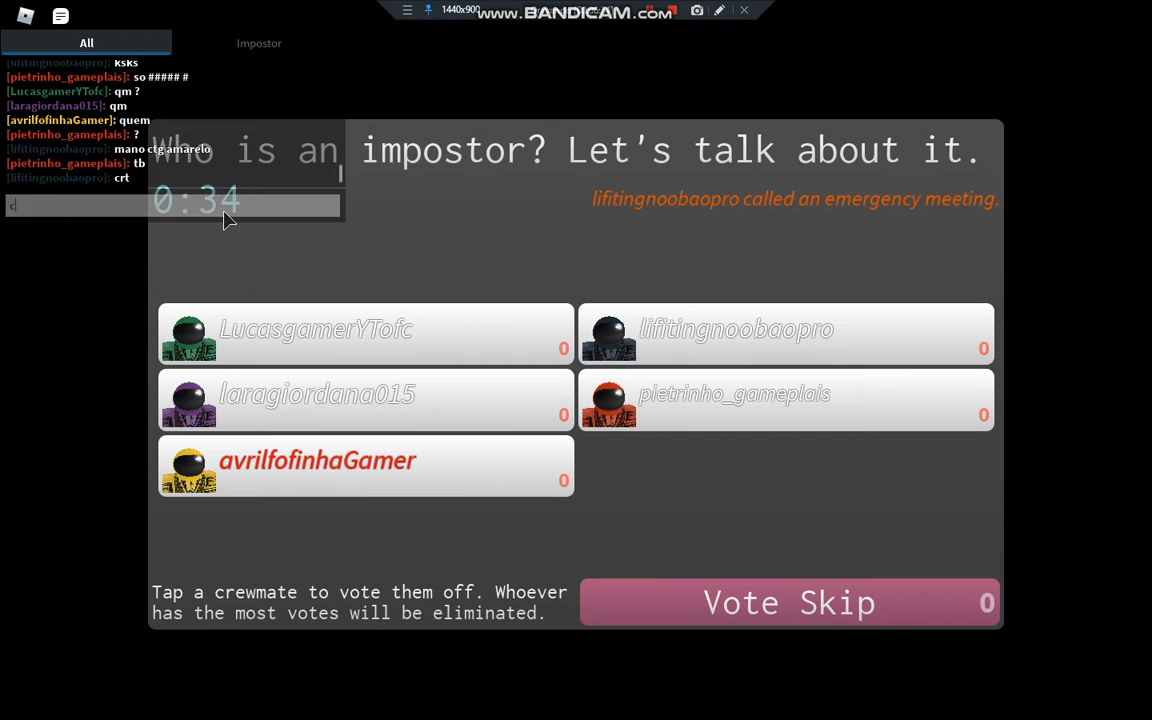 1440x900
www.BANDICAM.com
All
Impostor
[lifitingnoobaopro]: ksks
[pietrinho_gameplais]: so ##### #
[LucasgamerYTofc]: qm ?
[laragiordana015]: qm
[avrilfofinhaGamer]: quem
[pietrinho_gameplais]: ?
[lifitingnoobaopro]: mano ctg amarelo
[pietrinho_gameplais]: tb
[lifitingnoobaopro]: crt
c
Who is an impostor? Let's talk about it.
0:34
lifitingnoobaopro called an emergency meeting.
LucasgamerYTofc 0
lifitingnoobaopro 0
laragiordana015 0
pietrinho_gameplais 0
avrilfofinhaGamer 0
Tap a crewmate to vote them off. Whoever
has the most votes will be eliminated.
Vote Skip 0